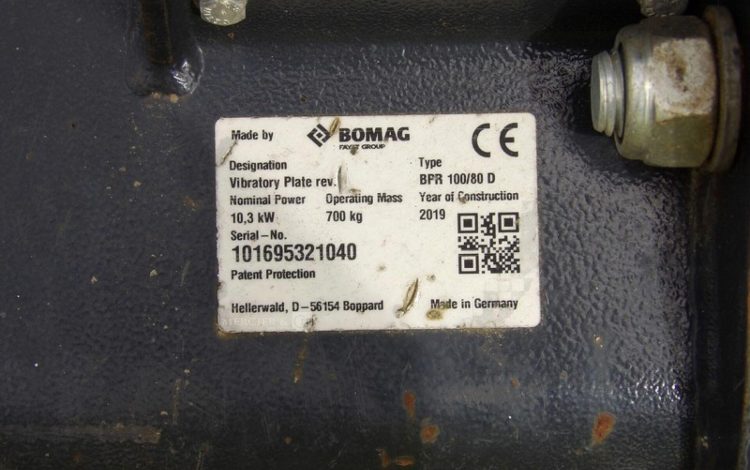 Made by BOMAG CE
FAYAT GROUP
Designation Type
Vibratory Plate rev. BPR 100/80 D
Nominal Power Operating Mass Year of Construction
10,3 kW 700 kg 2019
Serial-No.
101695321040
Patent Protection
Hellerwald, D-56154 Boppard Made in Germany